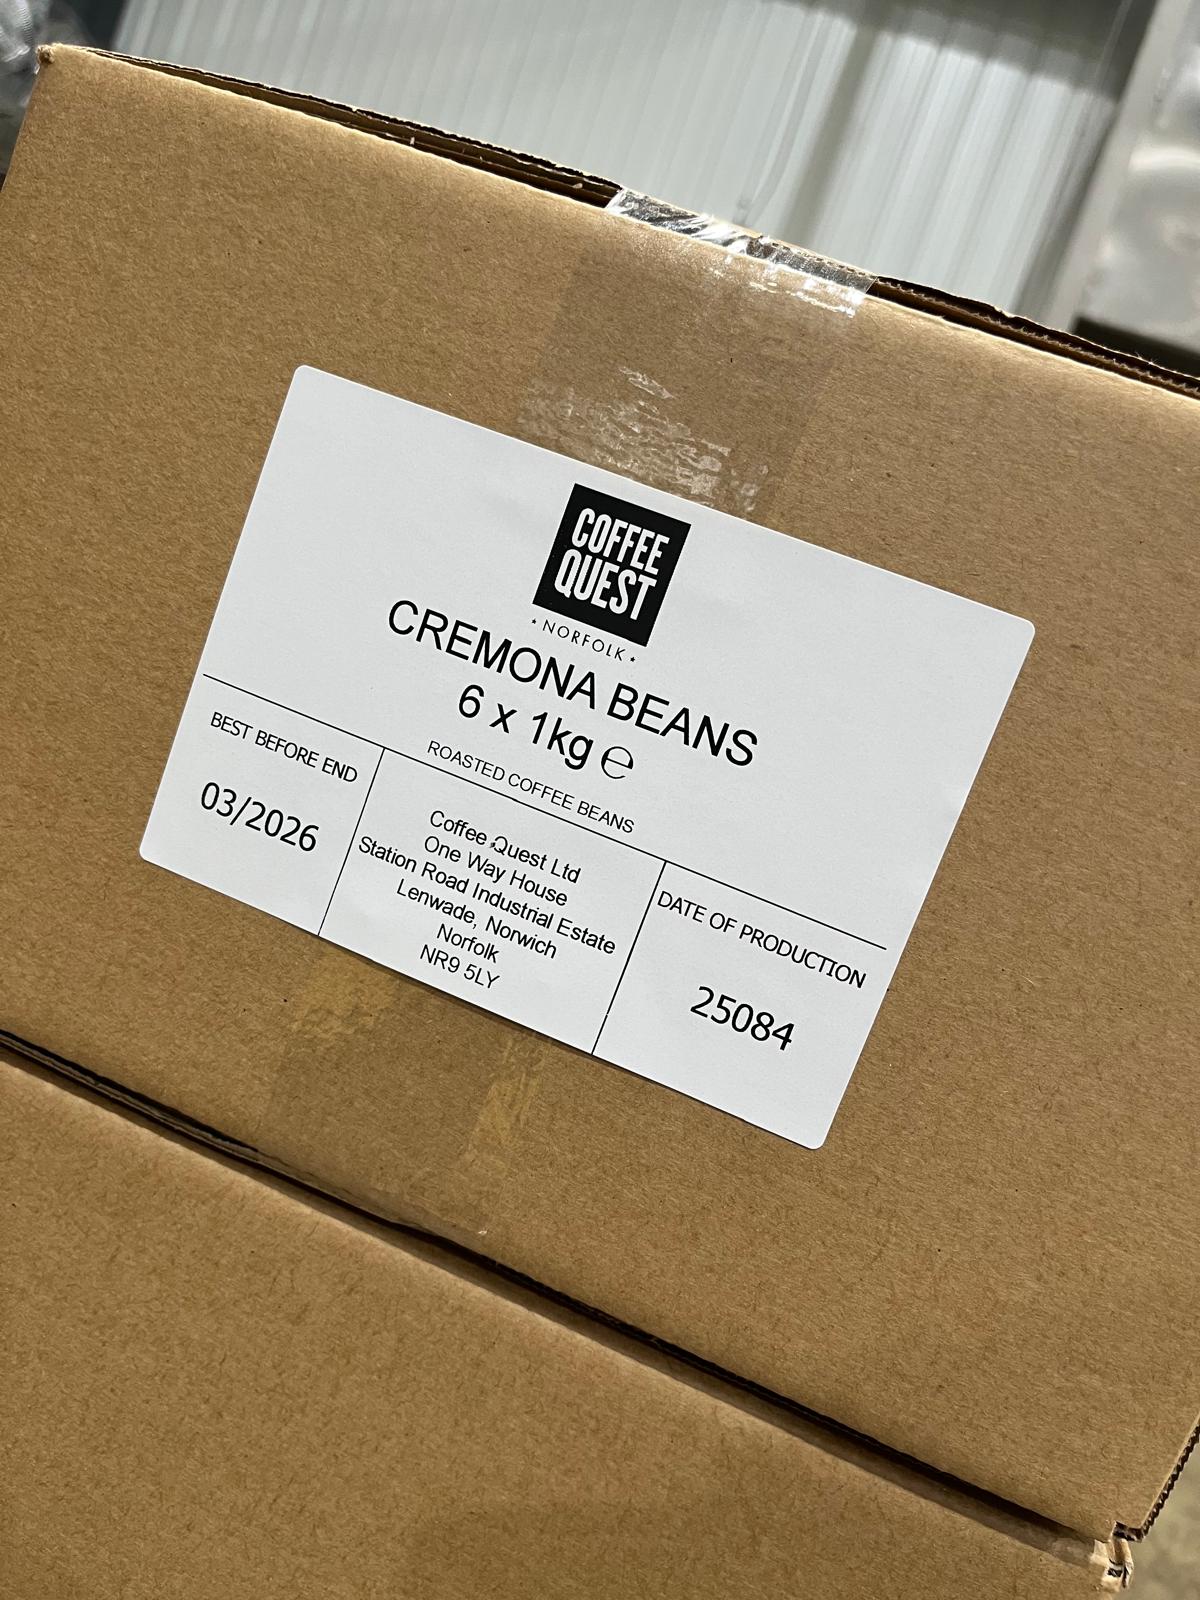 COFFEE
QUEST
* NORFOLK *
CREMONA BEANS
6 x 1kg ℮
ROASTED COFFEE BEANS
BEST BEFORE END
03/2026
Coffee Quest Ltd
One Way House
Station Road Industrial Estate
Lenwade, Norwich
Norfolk
NR9 5LY
DATE OF PRODUCTION
25084